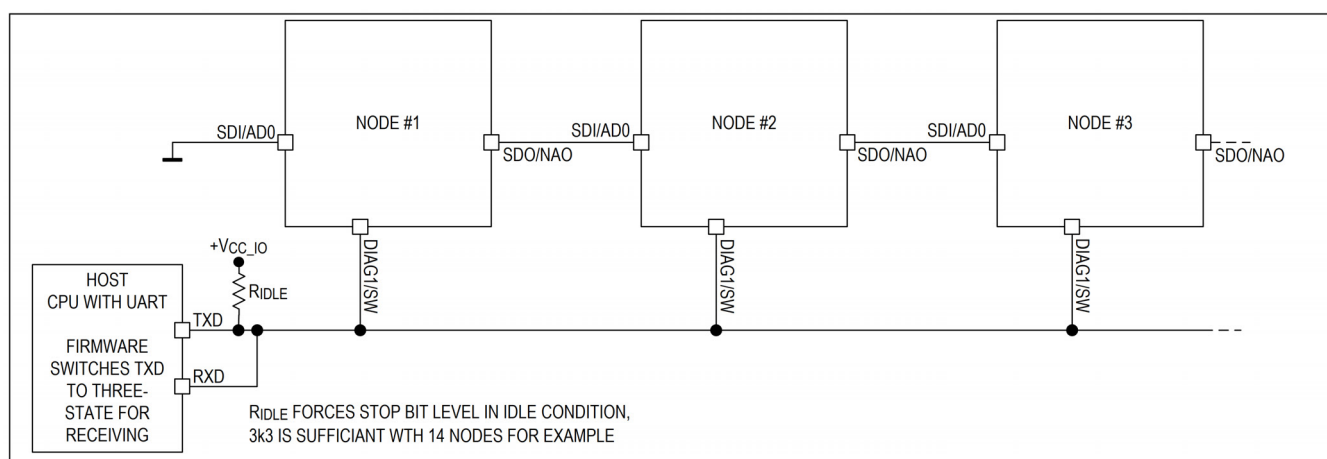 NODE #1
NODE #2
NODE #3
SDI/AD0
SDO/NAO
SDI/AD0
SDO/NAO
SDI/AD0
SDO/NAO
DIAG1/SW
DIAG1/SW
DIAG1/SW
+VCC_IO
RIDLE
HOST
CPU WITH UART
FIRMWARE
SWITCHES TXD
TO THREE-
STATE FOR
RECEIVING
TXD
RXD
RIDLE FORCES STOP BIT LEVEL IN IDLE CONDITION,
3k3 IS SUFFICIANT WTH 14 NODES FOR EXAMPLE